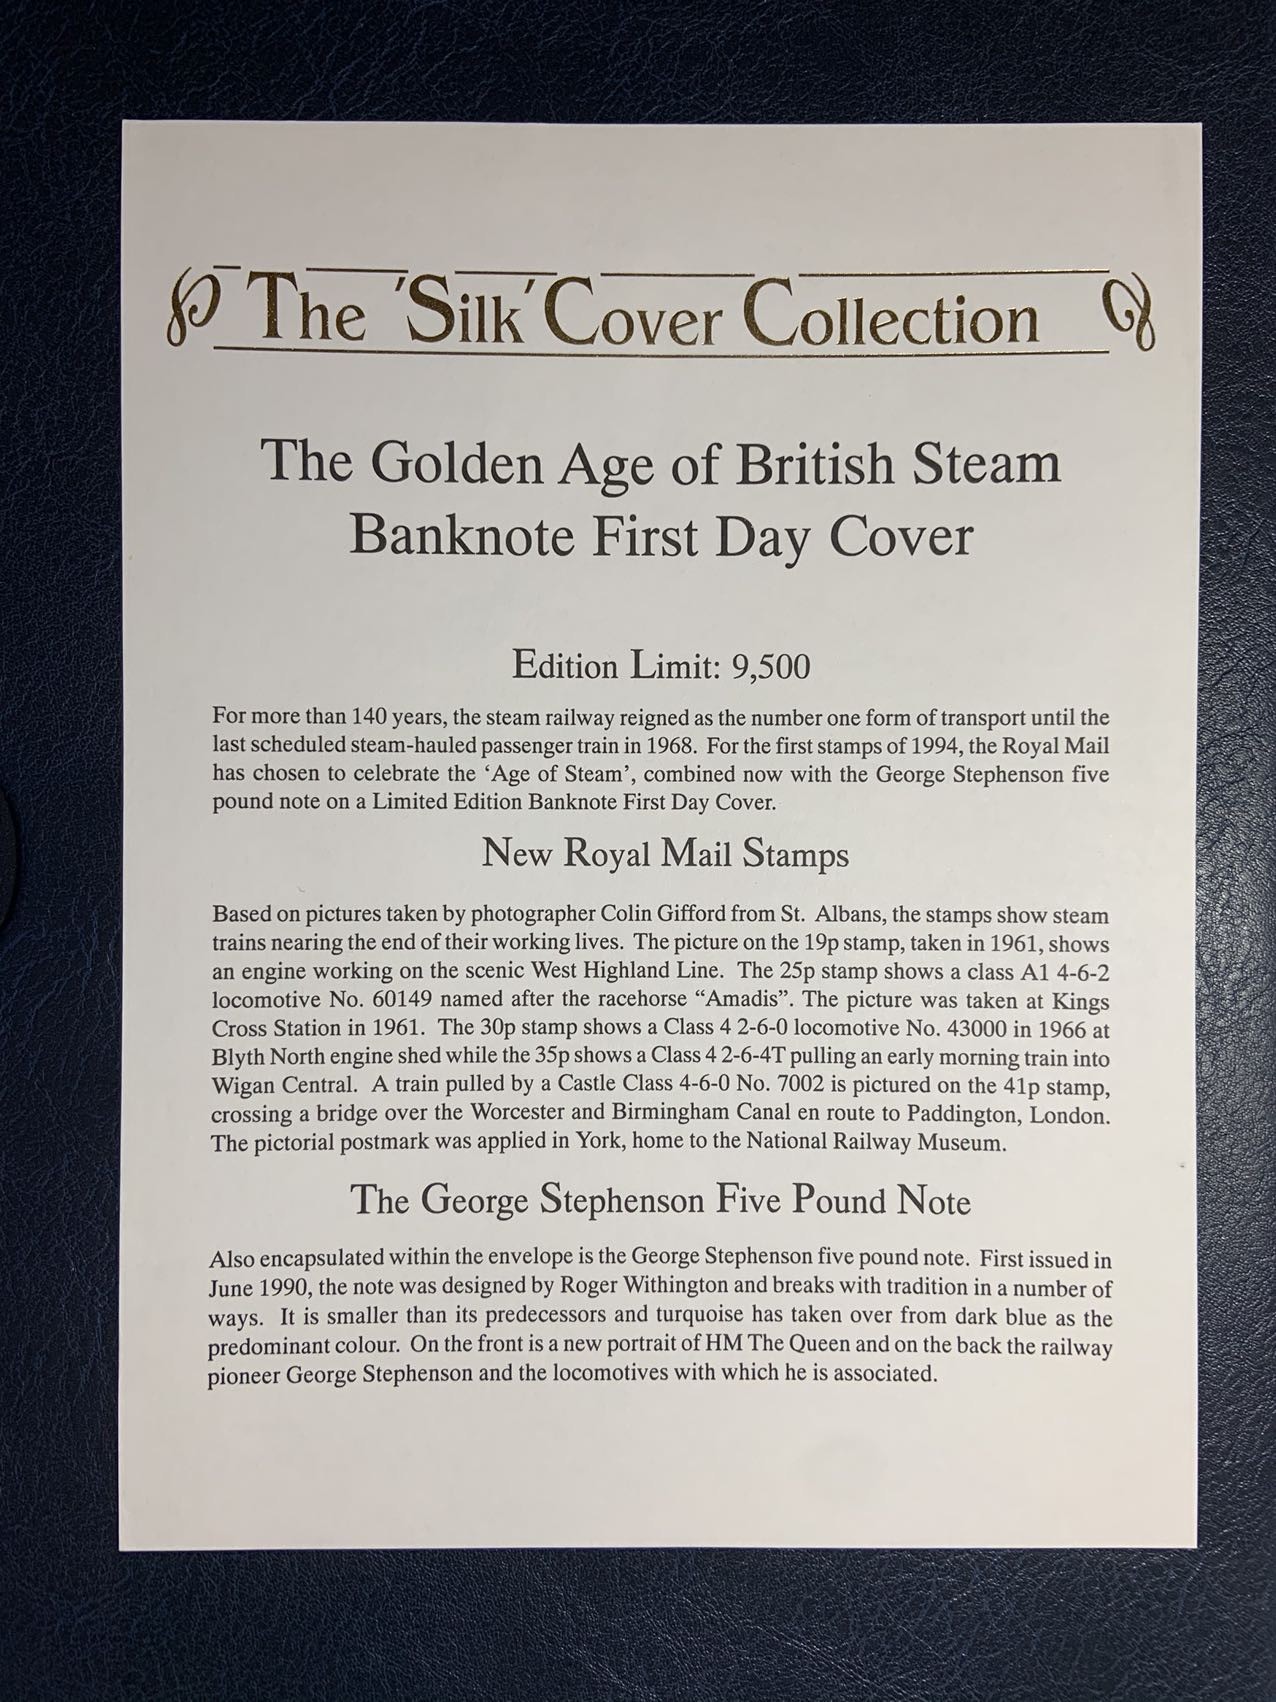 The 'Silk' Cover Collection
The Golden Age of British Steam
Banknote First Day Cover
Edition Limit: 9,500
For more than 140 years, the steam railway reigned as the number one form of transport until the
last scheduled steam-hauled passenger train in 1968. For the first stamps of 1994, the Royal Mail
has chosen to celebrate the ‘Age of Steam’, combined now with the George Stephenson five
pound note on a Limited Edition Banknote First Day Cover.
New Royal Mail Stamps
Based on pictures taken by photographer Colin Gifford from St. Albans, the stamps show steam
trains nearing the end of their working lives. The picture on the 19p stamp, taken in 1961, shows
an engine working on the scenic West Highland Line. The 25p stamp shows a class A1 4-6-2
locomotive No. 60149 named after the racehorse “Amadis”. The picture was taken at Kings
Cross Station in 1961. The 30p stamp shows a Class 4 2-6-0 locomotive No. 43000 in 1966 at
Blyth North engine shed while the 35p shows a Class 4 2-6-4T pulling an early morning train into
Wigan Central. A train pulled by a Castle Class 4-6-0 No. 7002 is pictured on the 41p stamp,
crossing a bridge over the Worcester and Birmingham Canal en route to Paddington, London.
The pictorial postmark was applied in York, home to the National Railway Museum.
The George Stephenson Five Pound Note
Also encapsulated within the envelope is the George Stephenson five pound note. First issued in
June 1990, the note was designed by Roger Withington and breaks with tradition in a number of
ways. It is smaller than its predecessors and turquoise has taken over from dark blue as the
predominant colour. On the front is a new portrait of HM The Queen and on the back the railway
pioneer George Stephenson and the locomotives with which he is associated.